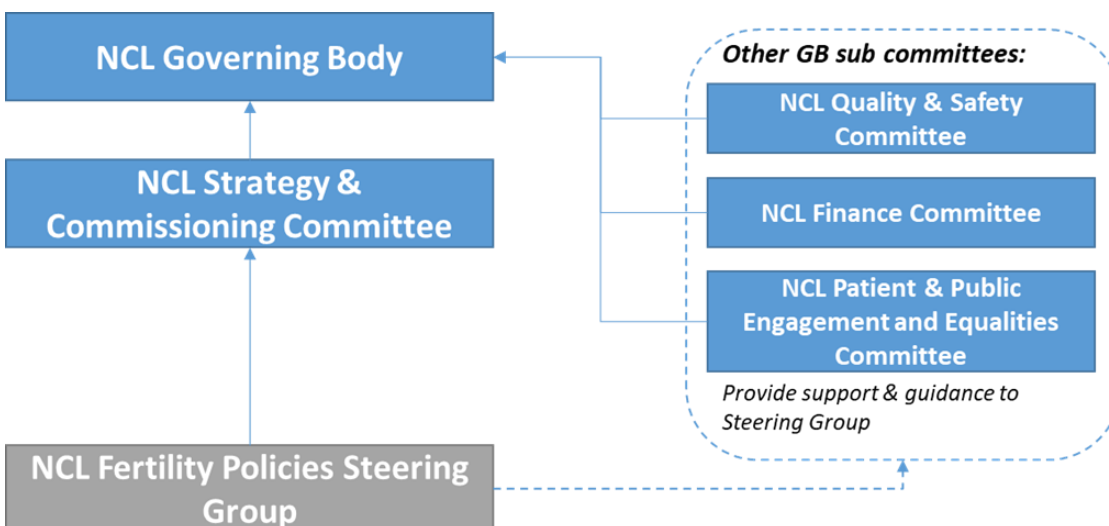 NCL Governing Body
NCL Strategy &
Commissioning Committee
NCL Fertility Policies Steering
Group
Other GB sub committees:
NCL Quality & Safety
Committee
NCL Finance Committee
NCL Patient & Public
Engagement and Equalities
Committee
Provide support & guidance to
Steering Group